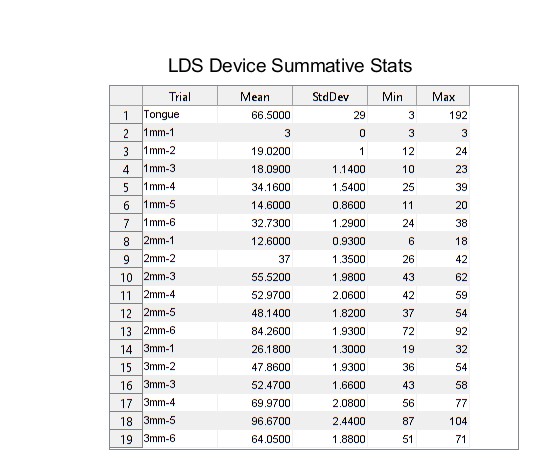 LDS Device Summative Stats
Trial Mean StdDev Min Max
1 Tongue 66.5000 29 3 192
2 1mm-1 3 0 3 3
3 1mm-2 19.0200 1 12 24
4 1mm-3 18.0900 1.1400 10 23
5 1mm-4 34.1600 1.5400 25 39
6 1mm-5 14.6000 0.8600 11 20
7 1mm-6 32.7300 1.2900 24 38
8 2mm-1 12.6000 0.9300 6 18
9 2mm-2 37 1.3500 26 42
10 2mm-3 55.5200 1.9800 43 62
11 2mm-4 52.9700 2.0600 42 59
12 2mm-5 48.1400 1.8200 37 54
13 2mm-6 84.2600 1.9300 72 92
14 3mm-1 26.1800 1.3000 19 32
15 3mm-2 47.8600 1.9300 36 54
16 3mm-3 52.4700 1.6600 43 58
17 3mm-4 69.9700 2.0800 56 77
18 3mm-5 96.6700 2.4400 87 104
19 3mm-6 64.0500 1.8800 51 71